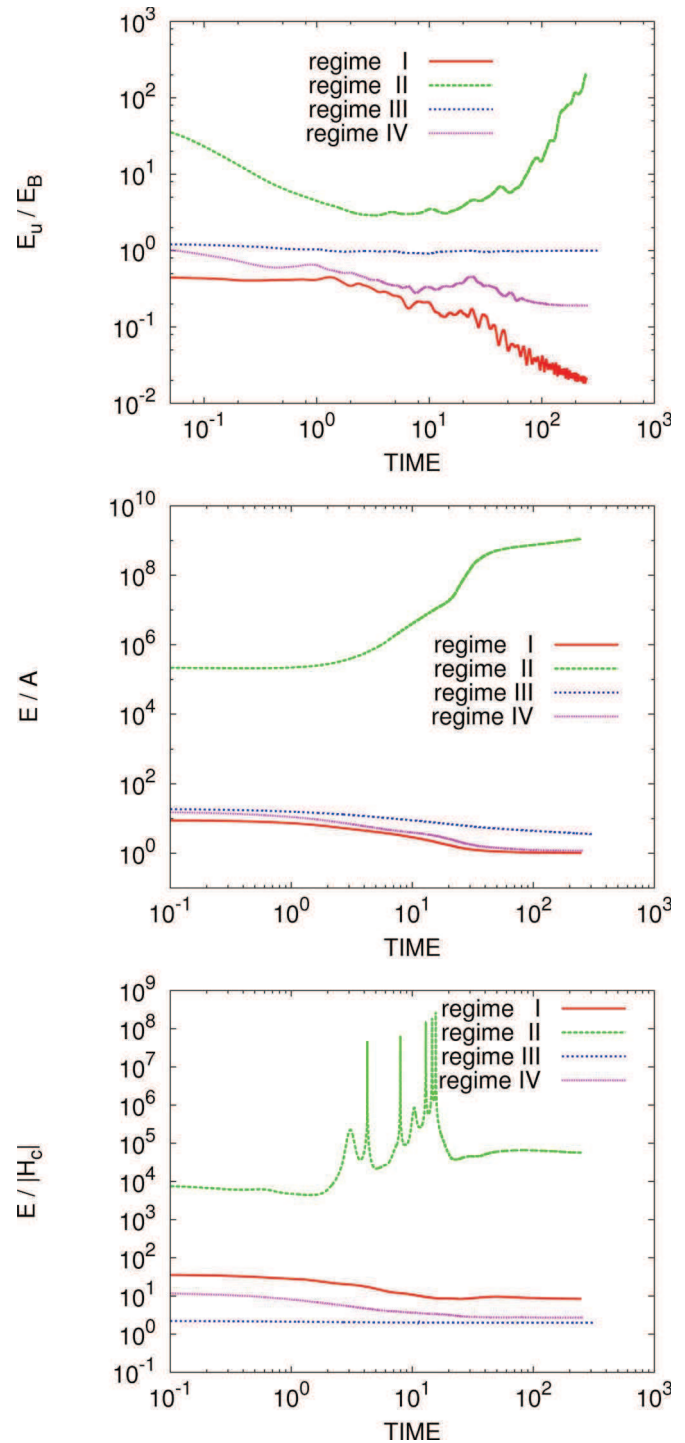 10³
10²
10¹
10⁰
10⁻¹
10⁻²
E_u / E_B
regime I
regime II
regime III
regime IV
10⁻¹ 10⁰ 10¹ 10² 10³
TIME
10¹⁰
10⁸
10⁶
10⁴
10²
10⁰
E / A
regime I
regime II
regime III
regime IV
10⁻¹ 10⁰ 10¹ 10² 10³
TIME
10⁹
10⁸
10⁷
10⁶
10⁵
10⁴
10³
10²
10¹
10⁰
10⁻¹
E / |H_c|
regime I
regime II
regime III
regime IV
10⁻¹ 10⁰ 10¹ 10² 10³
TIME